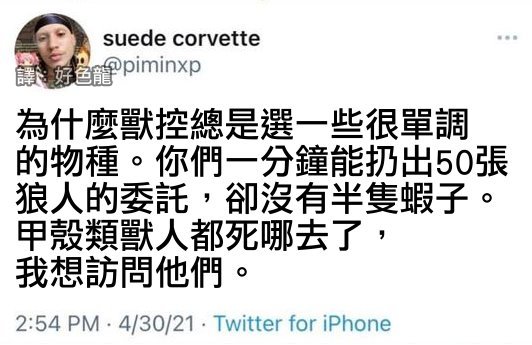 suede corvette
@piminxp
譯：好色龍
為什麼獸控總是選一些很單調
的物種。你們一分鐘能扔出50張
狼人的委託，卻沒有半隻蝦子。
甲殼類獸人都死哪去了，
我想訪問他們。
2:54 PM · 4/30/21 · Twitter for iPhone